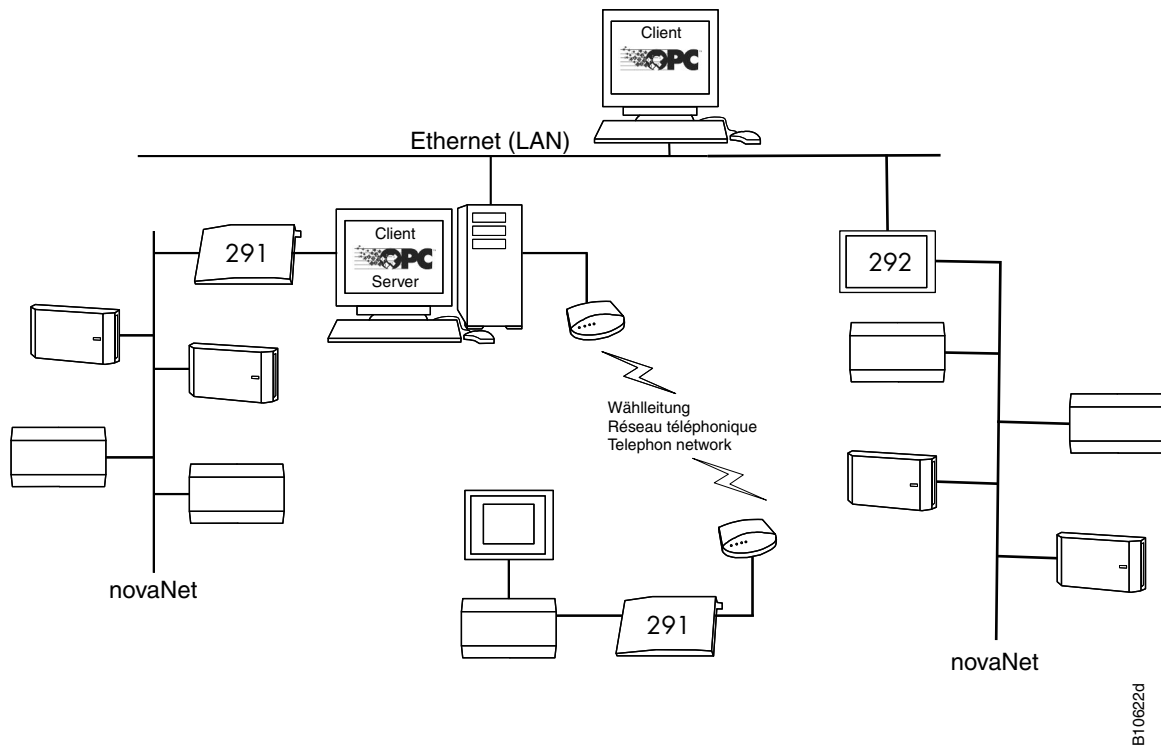 Client
OPC
Ethernet (LAN)
291
Client
OPC
Server
292
Wählleitung
Réseau téléphonique
Telephon network
novaNet
291
novaNet
B10622d